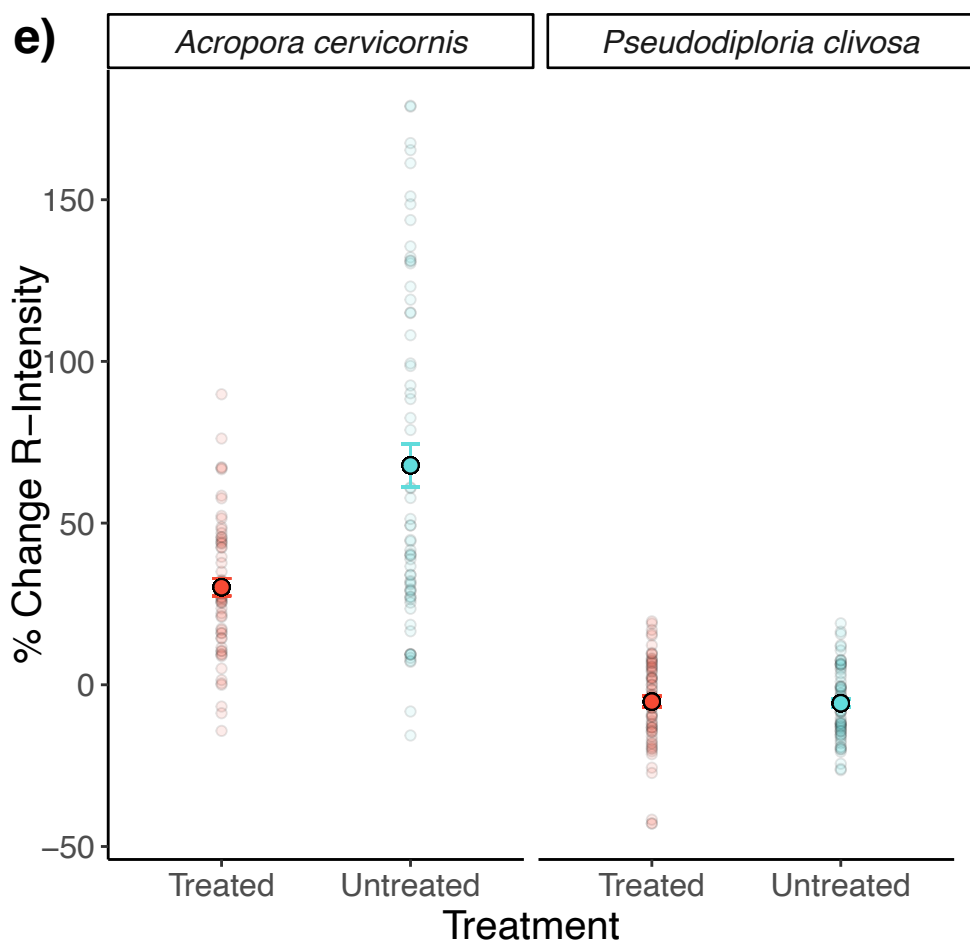 e)
Acropora cervicornis
Pseudodiploria clivosa
% Change R−Intensity
150
100
50
0
−50
Treated
Untreated
Treated
Untreated
Treatment